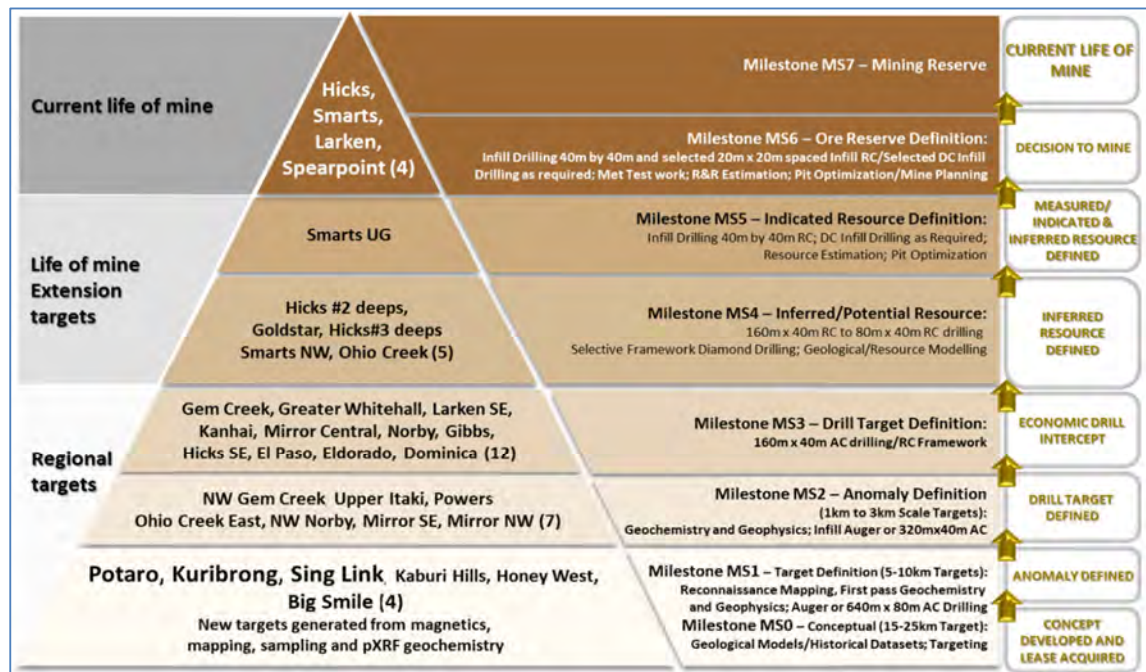 Current life of mine
Hicks,
Smarts,
Larken,
Spearpoint (4)
Milestone MS7 – Mining Reserve
CURRENT LIFE OF
MINE
Milestone MS6 – Ore Reserve Definition:
Infill Drilling 40m by 40m and selected 20m x 20m spaced Infill RC/Selected DC Infill
Drilling as required; Met Test work; R&R Estimation; Pit Optimization/Mine Planning
DECISION TO MINE
Life of mine
Extension
targets
Smarts UG
Milestone MS5 – Indicated Resource Definition:
Infill Drilling 40m by 40m RC; DC Infill Drilling as Required;
Resource Estimation; Pit Optimization
MEASURED/
INDICATED &
INFERRED RESOURCE
DEFINED
Hicks #2 deeps,
Goldstar, Hicks#3 deeps
Smarts NW, Ohio Creek (5)
Milestone MS4 – Inferred/Potential Resource:
160m x 40m RC to 80m x 40m RC drilling
Selective Framework Diamond Drilling; Geological/Resource Modelling
INFERRED
RESOURCE
DEFINED
Regional
targets
Gem Creek, Greater Whitehall, Larken SE,
Kanhai, Mirror Central, Norby, Gibbs,
Hicks SE, El Paso, Eldorado, Dominica (12)
Milestone MS3 – Drill Target Definition:
160m x 40m AC drilling/RC Framework
ECONOMIC DRILL
INTERCEPT
NW Gem Creek Upper Itaki, Powers
Ohio Creek East, NW Norby, Mirror SE, Mirror NW (7)
Milestone MS2 – Anomaly Definition
(1km to 3km Scale Targets):
Geochemistry and Geophysics; Infill Auger or 320mx40m AC
DRILL TARGET
DEFINED
Potaro, Kuribrong, Sing Link, Kaburi Hills, Honey West,
Big Smile (4)
New targets generated from magnetics,
mapping, sampling and pXRF geochemistry
Milestone MS1 – Target Definition (5-10km Targets):
Reconnaissance Mapping, First pass Geochemistry
and Geophysics; Auger or 640m x 80m AC Drilling
Milestone MS0 – Conceptual (15-25km Target):
Geological Models/Historical Datasets; Targeting
ANOMALY DEFINED
CONCEPT
DEVELOPED AND
LEASE ACQUIRED